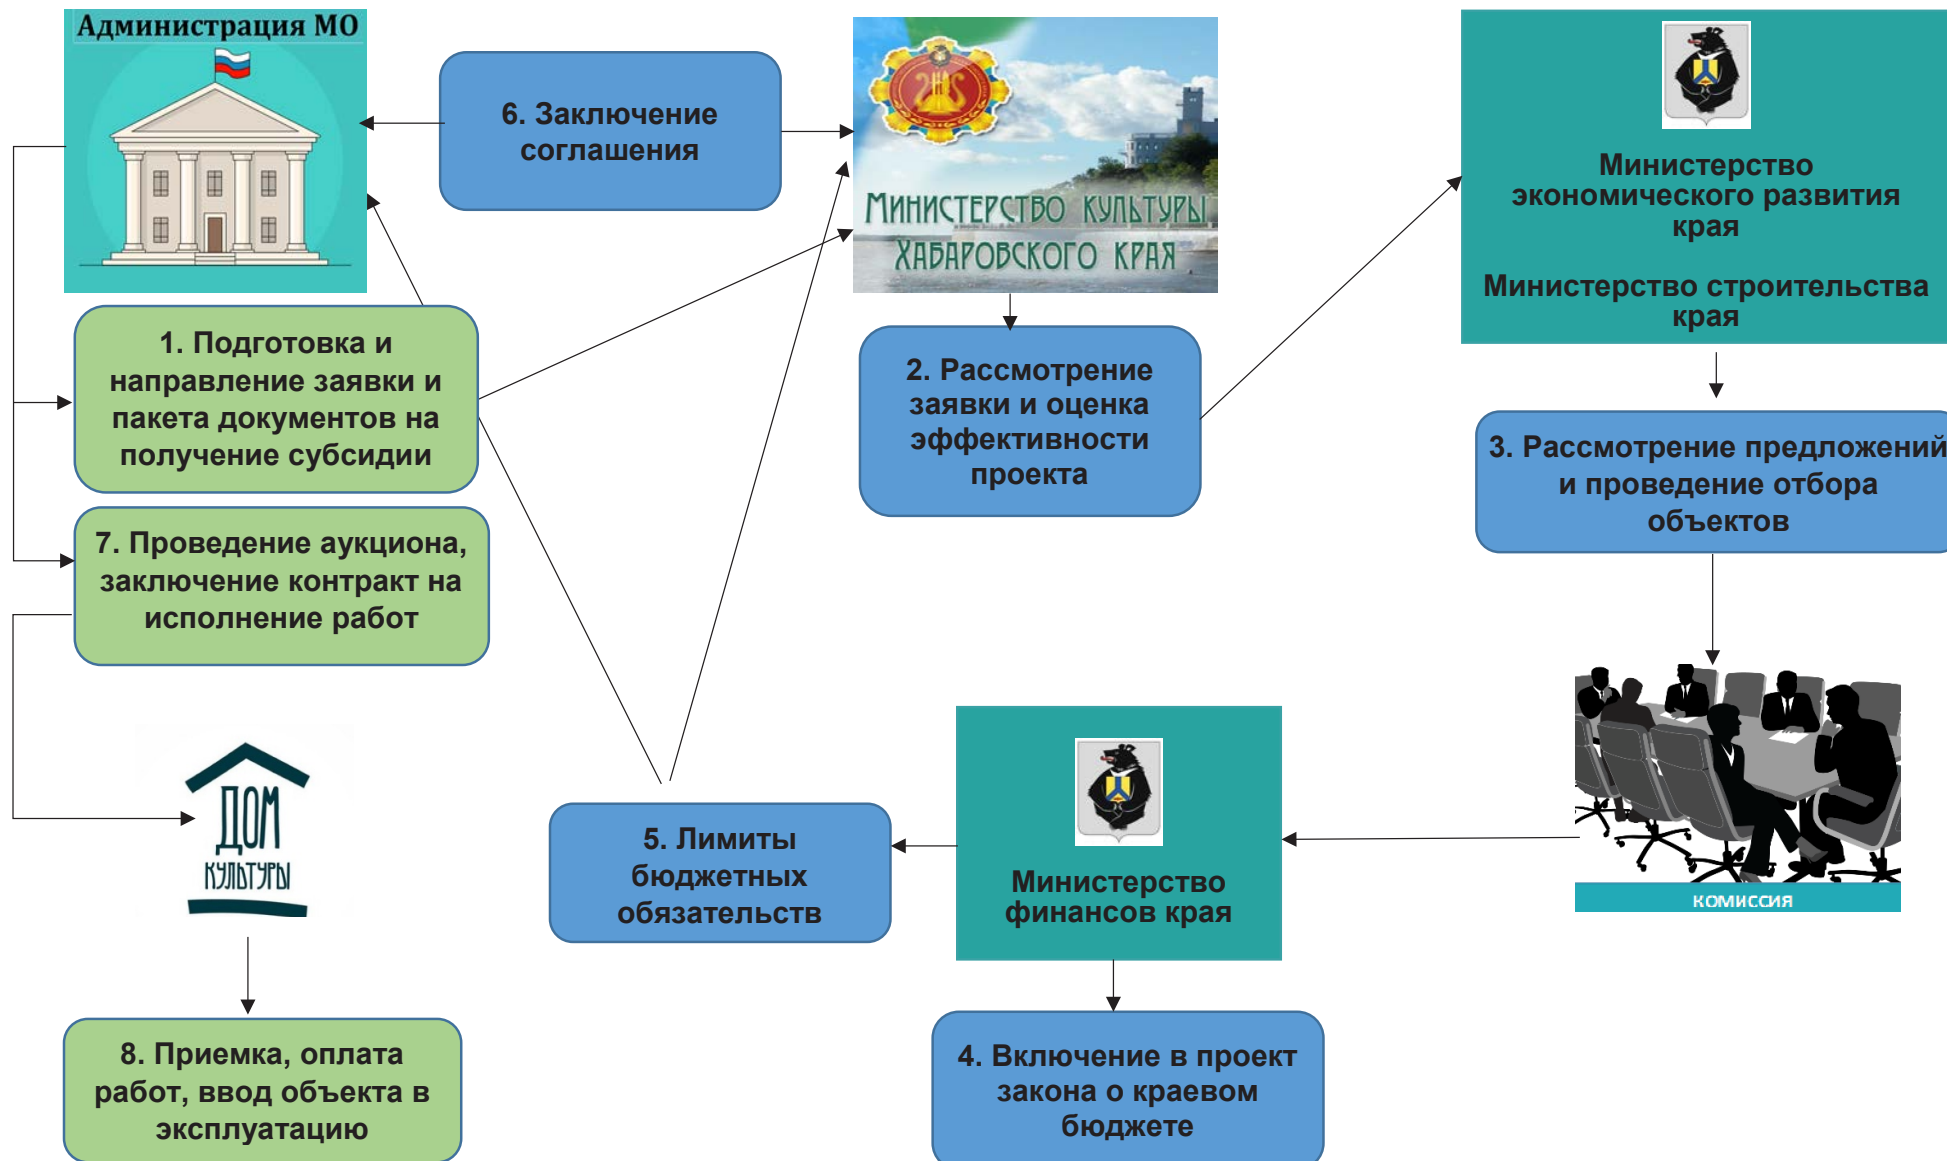 Администрация МО
6. Заключение
соглашения
МИНИСТЕРСТВО КУЛЬТУРЫ
ХАБАРОВСКОГО КРАЯ
Министерство
экономического развития
края
Министерство строительства
края
1. Подготовка и
направление заявки и
пакета документов на
получение субсидии
2. Рассмотрение
заявки и оценка
эффективности
проекта
3. Рассмотрение предложений
и проведение отбора
объектов
7. Проведение аукциона,
заключение контракт на
исполнение работ
ДОМ
КУЛЬТУРЫ
5. Лимиты
бюджетных
обязательств
Министерство
финансов края
КОМИССИЯ
8. Приемка, оплата
работ, ввод объекта в
эксплуатацию
4. Включение в проект
закона о краевом
бюджете